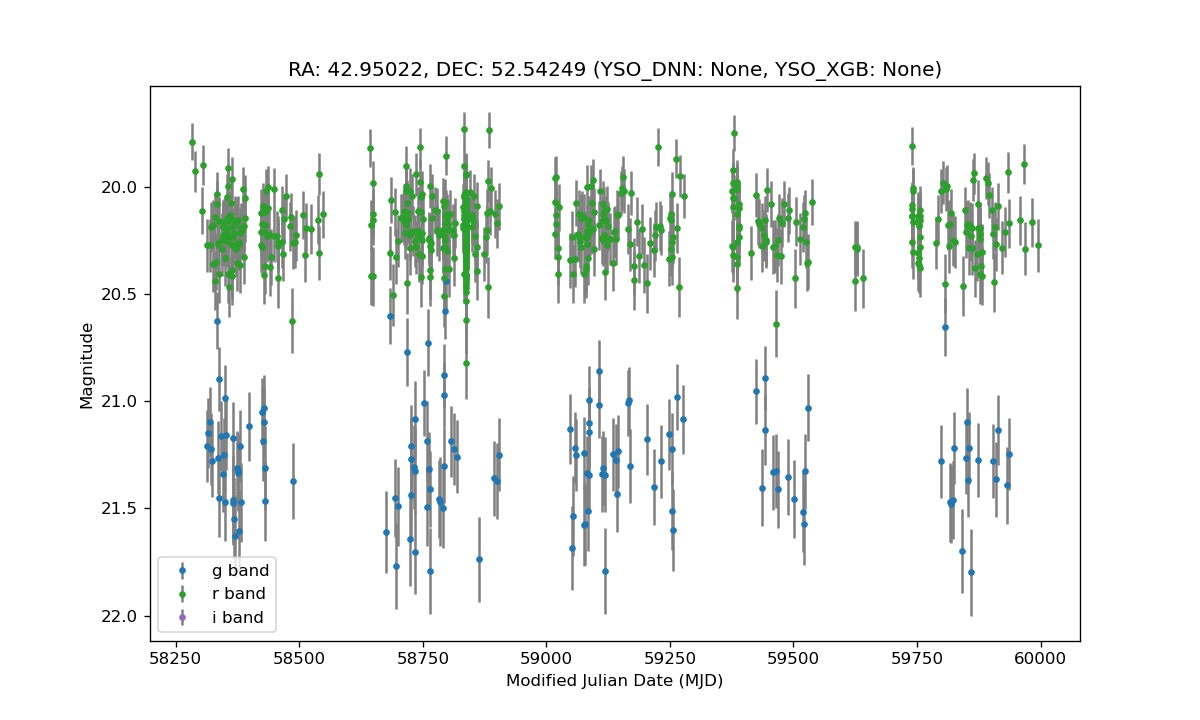 RA: 42.95022, DEC: 52.54249 (YSO_DNN: None, YSO_XGB: None)
Magnitude
20.0
20.5
21.0
21.5
22.0
g band
r band
i band
58250 58500 58750 59000 59250 59500 59750 60000
Modified Julian Date (MJD)